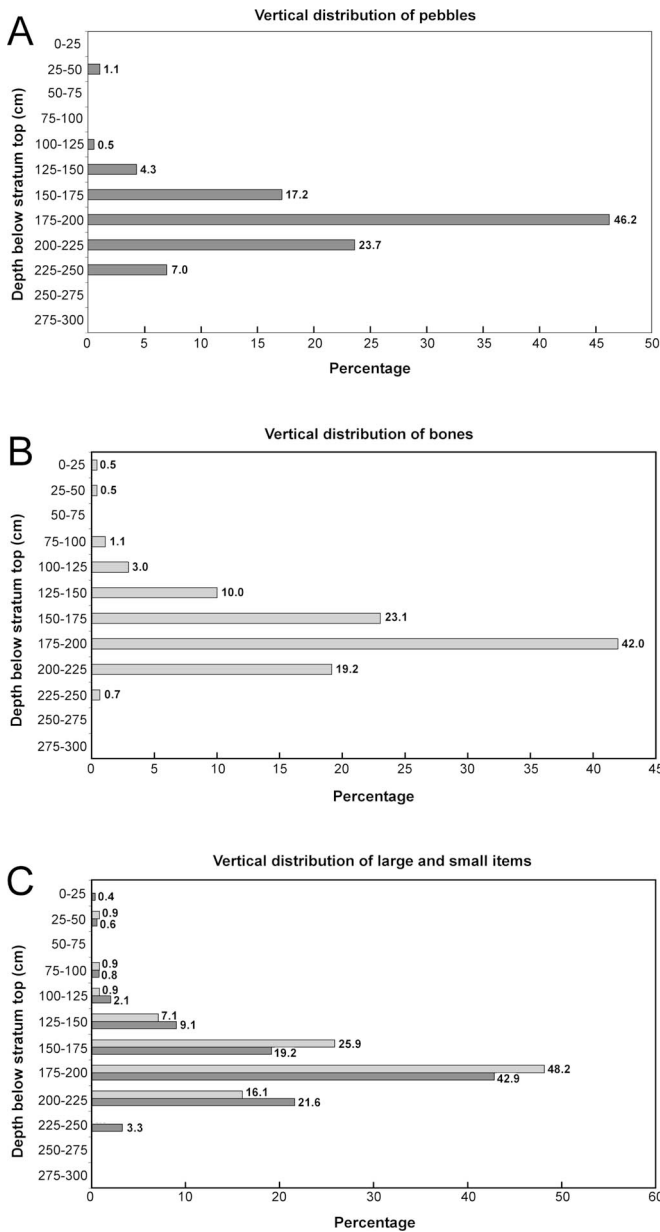 A
Vertical distribution of pebbles
Depth below stratum top (cm)
0-25
25-50 1.1
50-75
75-100
100-125 0.5
125-150 4.3
150-175 17.2
175-200 46.2
200-225 23.7
225-250 7.0
250-275
275-300
0 5 10 15 20 25 30 35 40 45 50
Percentage
B
Vertical distribution of bones
Depth below stratum top (cm)
0-25 0.5
25-50 0.5
50-75
75-100 1.1
100-125 3.0
125-150 10.0
150-175 23.1
175-200 42.0
200-225 19.2
225-250 0.7
250-275
275-300
0 5 10 15 20 25 30 35 40 45
Percentage
C
Vertical distribution of large and small items
Depth below stratum top (cm)
0-25 0.4
25-50 0.9
0.6
50-75
75-100 0.9
0.8
100-125 0.9
2.1
125-150 7.1
9.1
150-175 25.9
19.2
175-200 48.2
42.9
200-225 16.1
21.6
225-250 3.3
250-275
275-300
0 10 20 30 40 50 60
Percentage